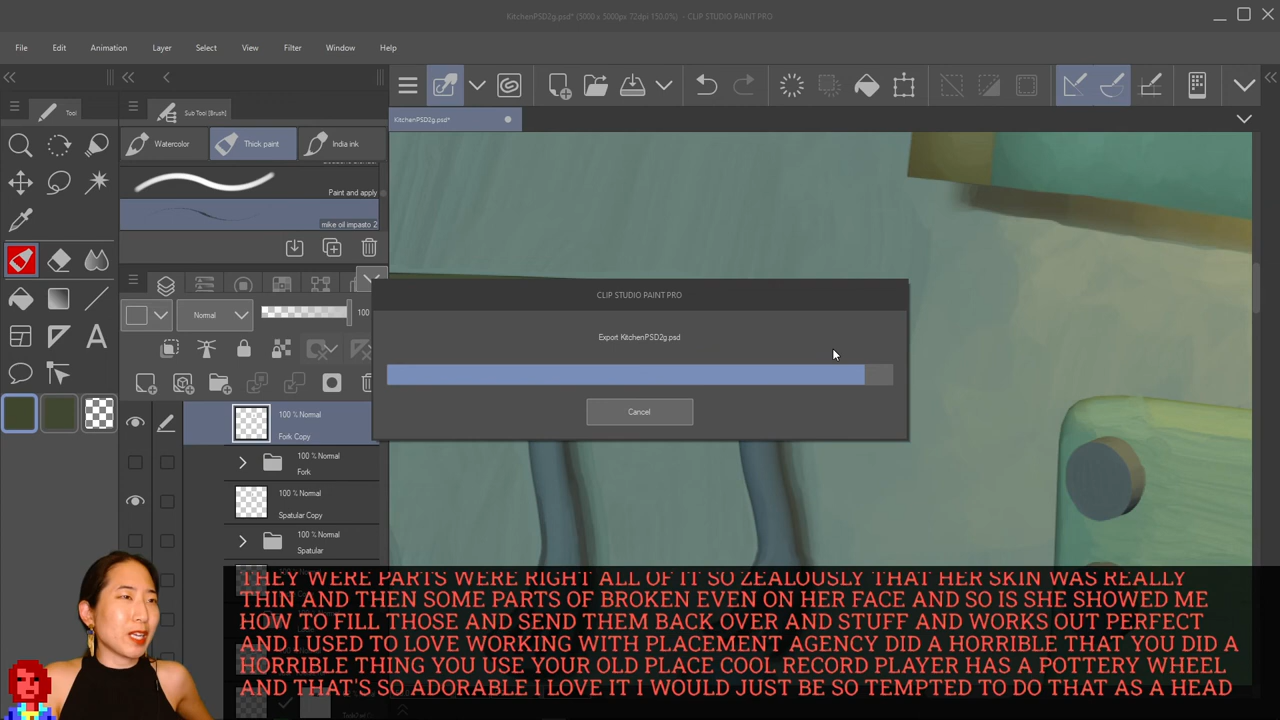 KitchenPSD2g.psd* (5000 x 5000px 72dpi 150.0%) - CLIP STUDIO PAINT PRO
File Edit Animation Layer Select View Filter Window Help
Tool
Sub Tool [Brush]
KitchenPSD2g.psd*
Watercolor Thick paint India ink
Paint and apply
mike oil impasto 2
Normal 100
CLIP STUDIO PAINT PRO
Export KitchenPSD2g.psd
Cancel
100 % Normal
Fork Copy
100 % Normal
Fork
100 % Normal
Spatular Copy
100 % Normal
Spatular
THEY WERE PARTS WERE RIGHT ALL OF IT SO ZEALOUSLY THAT HER SKIN WAS REALLY
THIN AND THEN SOME PARTS OF BROKEN EVEN ON HER FACE AND SO IS SHE SHOWED ME
HOW TO FILL THOSE AND SEND THEM BACK OVER AND STUFF AND WORKS OUT PERFECT
AND I USED TO LOVE WORKING WITH PLACEMENT AGENCY DID A HORRIBLE THAT YOU DID A
HORRIBLE THING YOU USE YOUR OLD PLACE COOL RECORD PLAYER HAS A POTTERY WHEEL
AND THAT'S SO ADORABLE I LOVE IT I WOULD JUST BE SO TEMPTED TO DO THAT AS A HEAD